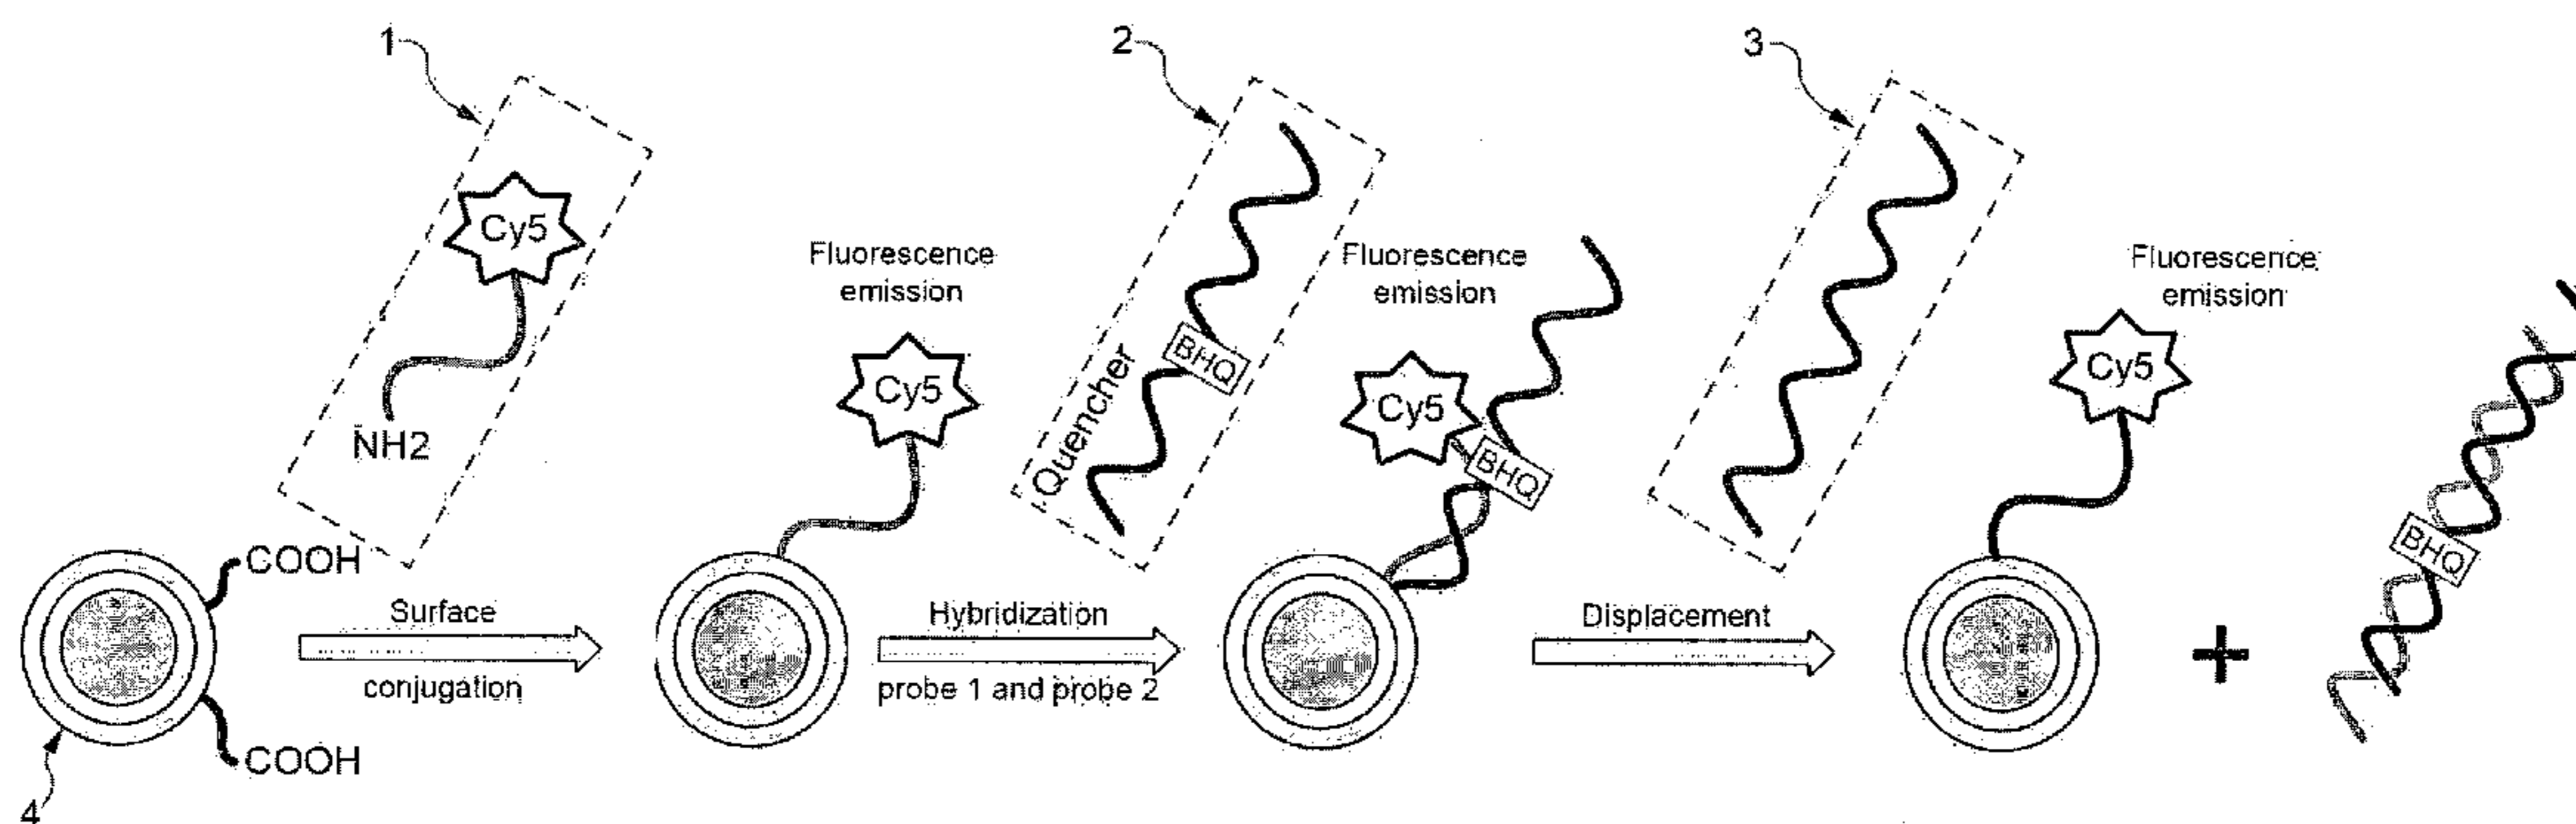 1
2
3
Cy5
NH2
COOH
COOH
4
Surface
conjugation
Fluorescence
emission
Cy5
Hybridization
probe 1 and probe 2
Quencher
BHQ
Fluorescence
emission
Cy5
BHQ
Displacement
Fluorescence
emission
Cy5
+
BHQ